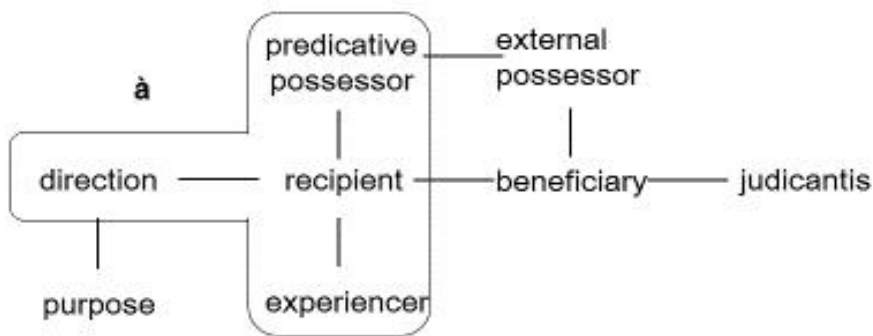 predicative
possessor
external
possessor
à
direction
recipient
beneficiary
judicantis
purpose
experiencer